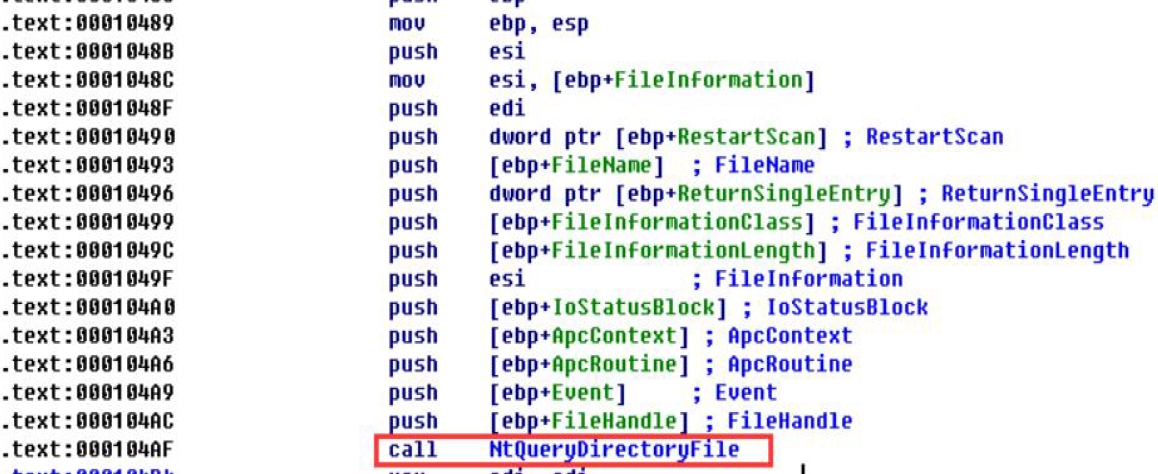 push ebp
.text:00010489 mov ebp, esp
.text:0001048B push esi
.text:0001048C mov esi, [ebp+FileInformation]
.text:0001048F push edi
.text:00010490 push dword ptr [ebp+RestartScan] ; RestartScan
.text:00010493 push [ebp+FileName] ; FileName
.text:00010496 push dword ptr [ebp+ReturnSingleEntry] ; ReturnSingleEntry
.text:00010499 push [ebp+FileInformationClass] ; FileInformationClass
.text:0001049C push [ebp+FileInformationLength] ; FileInformationLength
.text:0001049F push esi ; FileInformation
.text:000104A0 push [ebp+IoStatusBlock] ; IoStatusBlock
.text:000104A3 push [ebp+ApcContext] ; ApcContext
.text:000104A6 push [ebp+ApcRoutine] ; ApcRoutine
.text:000104A9 push [ebp+Event] ; Event
.text:000104AC push [ebp+FileHandle] ; FileHandle
.text:000104AF call NtQueryDirectoryFile